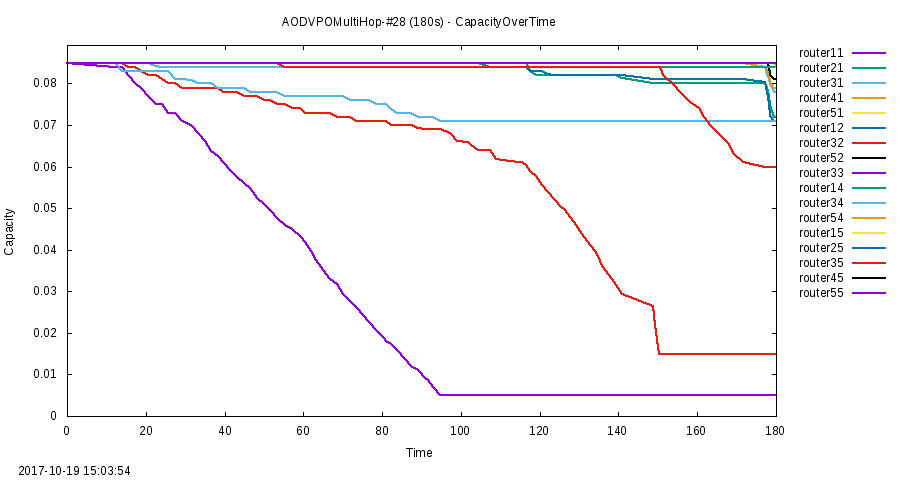 AODVPOMultiHop-#28 (180s) - CapacityOverTime
Capacity
0.08
0.07
0.06
0.05
0.04
0.03
0.02
0.01
0
0 20 40 60 80 100 120 140 160 180
Time
router11
router21
router31
router41
router51
router12
router32
router52
router33
router14
router34
router54
router15
router25
router35
router45
router55
2017-10-19 15:03:54